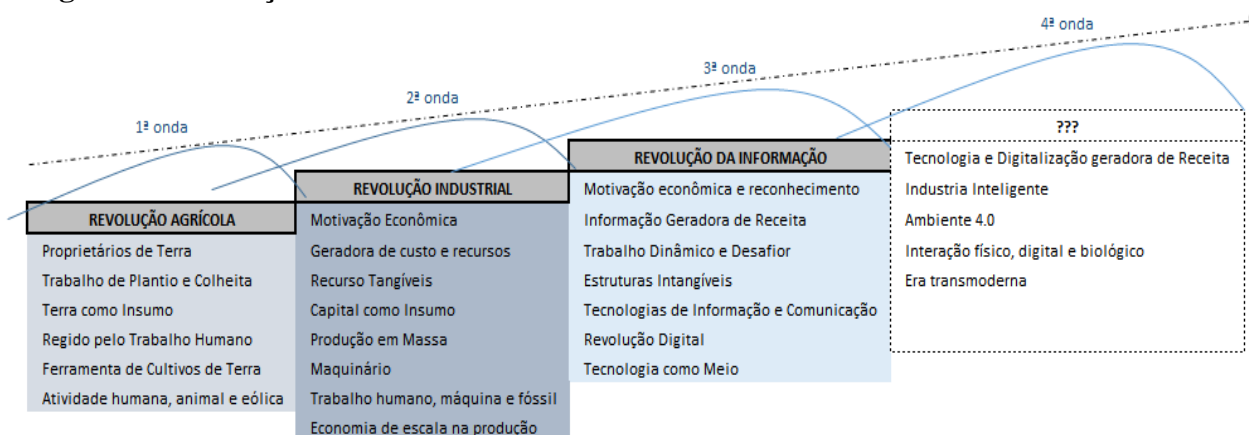 4ª onda
3ª onda
2ª onda
1ª onda
REVOLUÇÃO AGRÍCOLA
Proprietários de Terra
Trabalho de Plantio e Colheita
Terra como Insumo
Regido pelo Trabalho Humano
Ferramenta de Cultivos de Terra
Atividade humana, animal e eólica
REVOLUÇÃO INDUSTRIAL
Motivação Econômica
Geradora de custo e recursos
Recurso Tangíveis
Capital como Insumo
Produção em Massa
Maquinário
Trabalho humano, máquina e fóssil
Economia de escala na produção
REVOLUÇÃO DA INFORMAÇÃO
Motivação econômica e reconhecimento
Informação Geradora de Receita
Trabalho Dinâmico e Desafior
Estruturas Intangíveis
Tecnologias de Informação e Comunicação
Revolução Digital
Tecnologia como Meio
???
Tecnologia e Digitalização geradora de Receita
Industria Inteligente
Ambiente 4.0
Interação físico, digital e biológico
Era transmoderna